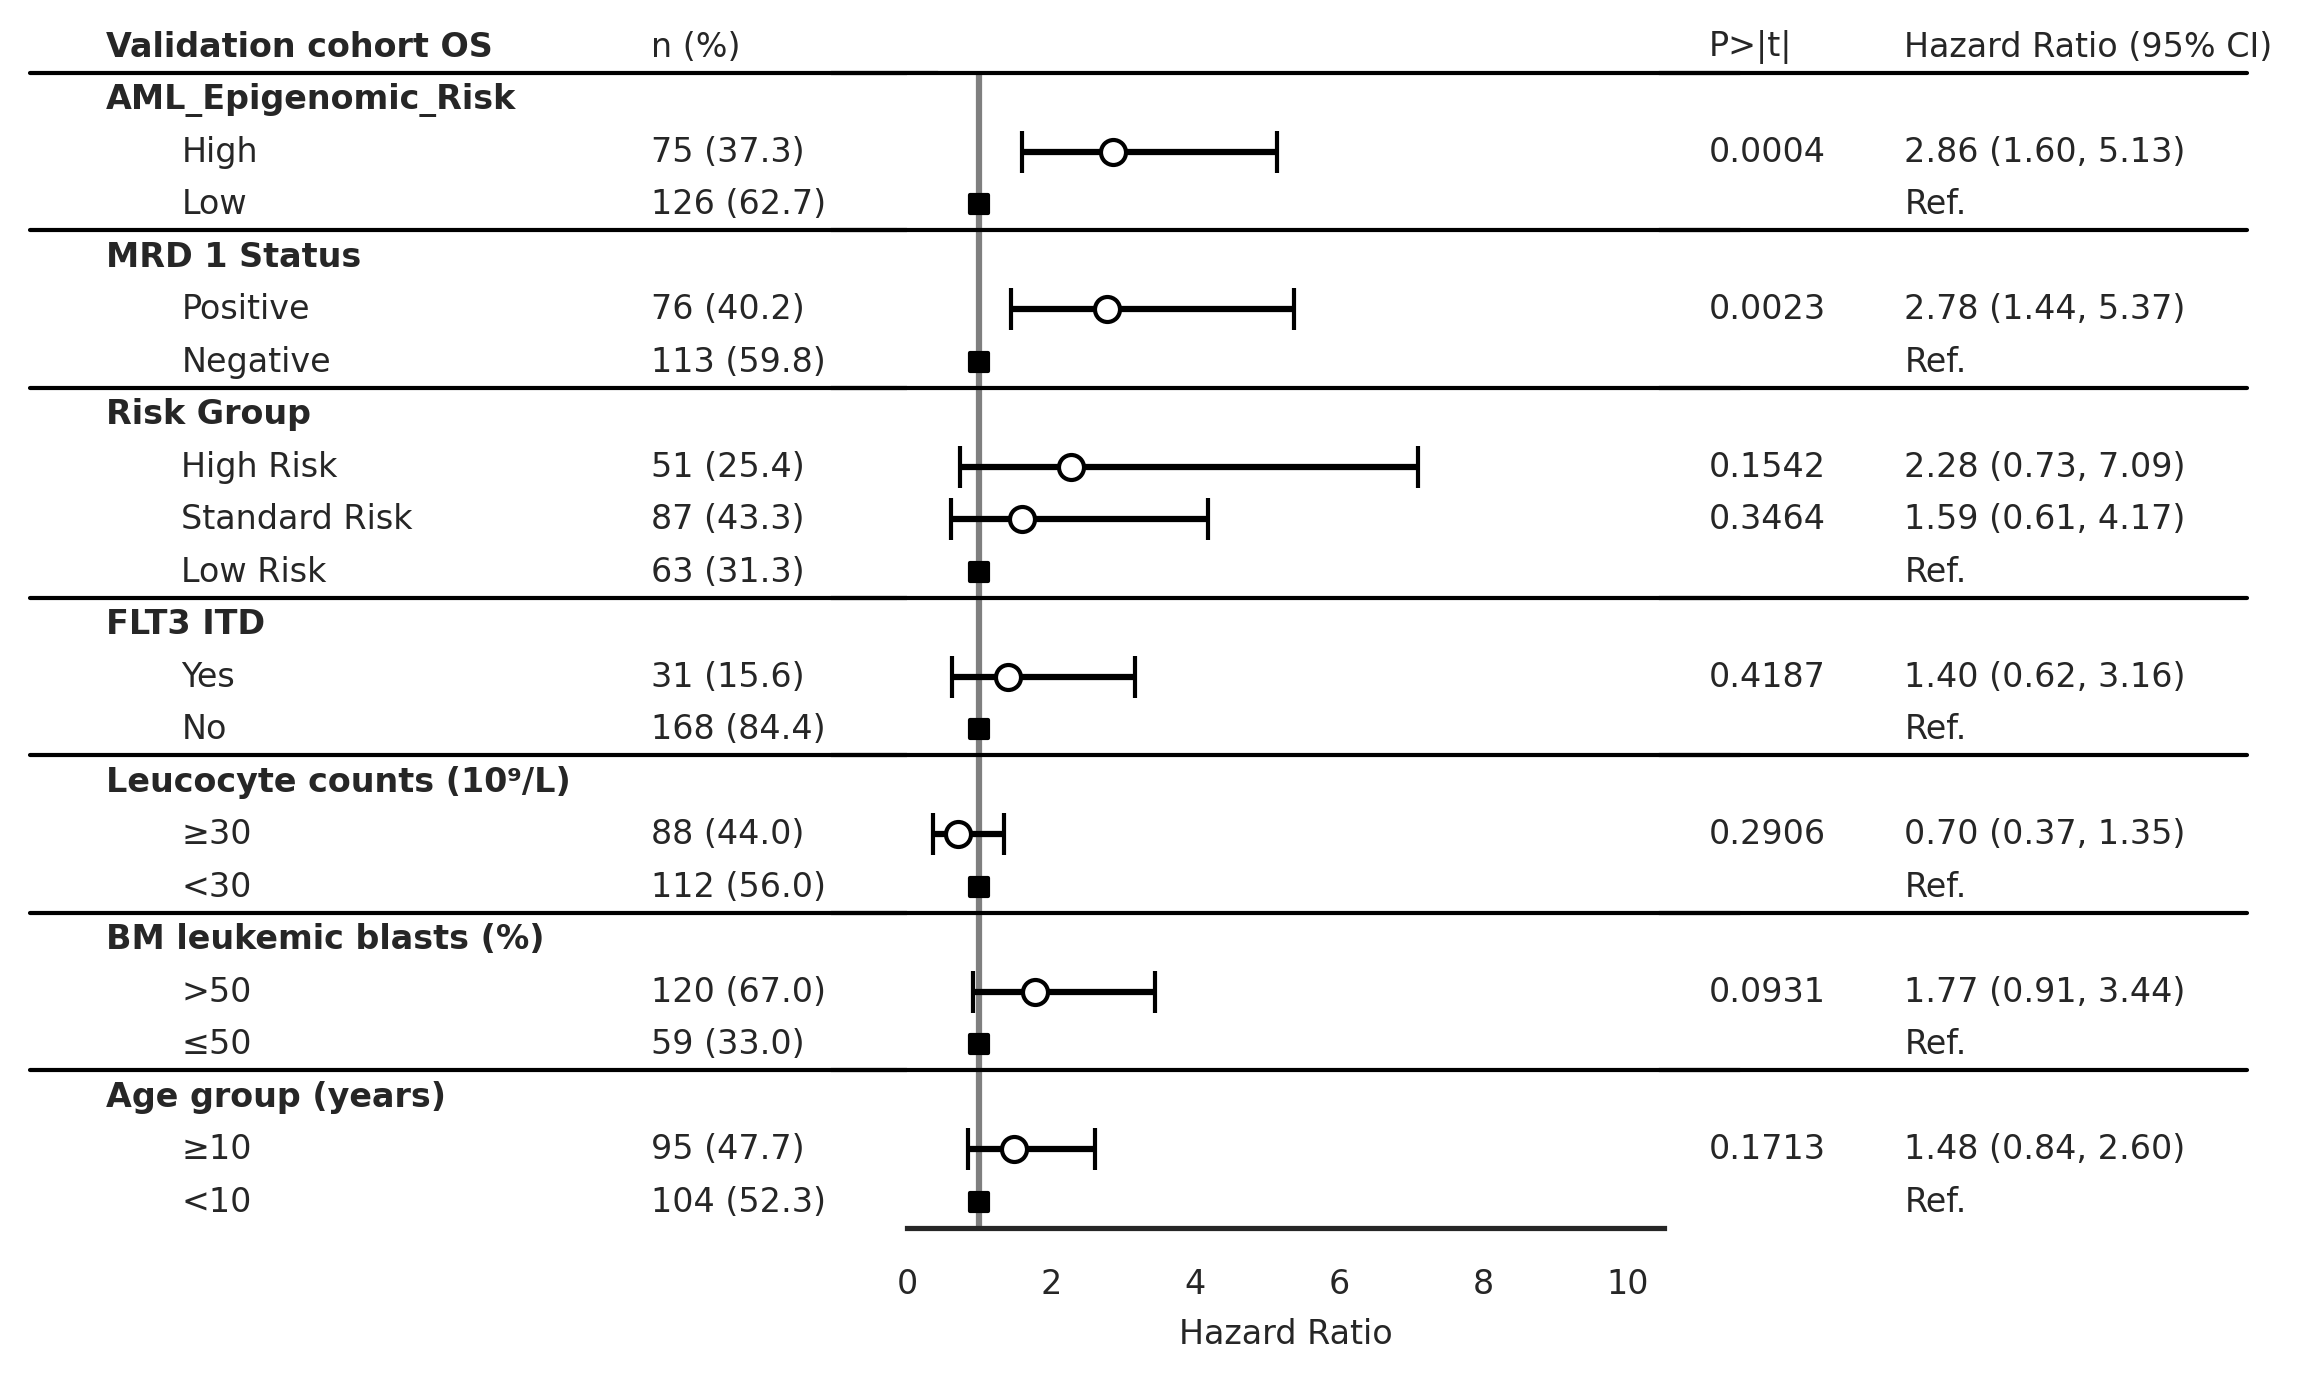 Validation cohort OS n (%) P>|t| Hazard Ratio (95% CI)
AML_Epigenomic_Risk
High 75 (37.3) 0.0004 2.86 (1.60, 5.13)
Low 126 (62.7) Ref.
MRD 1 Status
Positive 76 (40.2) 0.0023 2.78 (1.44, 5.37)
Negative 113 (59.8) Ref.
Risk Group
High Risk 51 (25.4) 0.1542 2.28 (0.73, 7.09)
Standard Risk 87 (43.3) 0.3464 1.59 (0.61, 4.17)
Low Risk 63 (31.3) Ref.
FLT3 ITD
Yes 31 (15.6) 0.4187 1.40 (0.62, 3.16)
No 168 (84.4) Ref.
Leucocyte counts (10⁹/L)
≥30 88 (44.0) 0.2906 0.70 (0.37, 1.35)
<30 112 (56.0) Ref.
BM leukemic blasts (%)
>50 120 (67.0) 0.0931 1.77 (0.91, 3.44)
≤50 59 (33.0) Ref.
Age group (years)
≥10 95 (47.7) 0.1713 1.48 (0.84, 2.60)
<10 104 (52.3) Ref.
0 2 4 6 8 10
Hazard Ratio